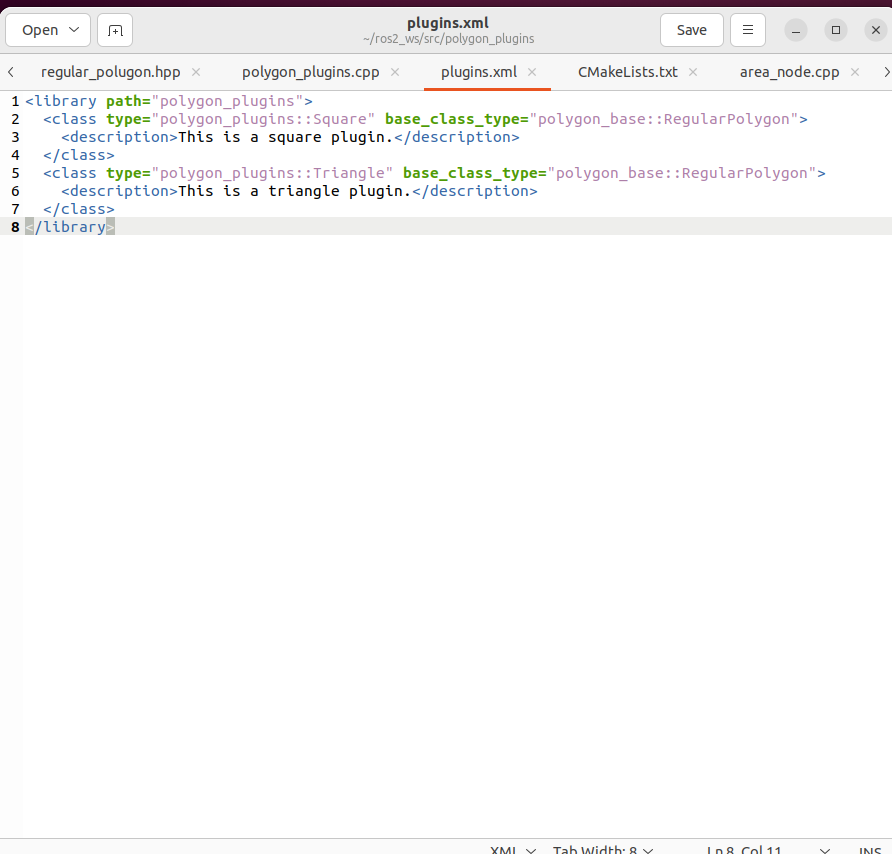 Open
plugins.xml
~/ros2_ws/src/polygon_plugins
Save
regular_polugon.hpp
polygon_plugins.cpp
plugins.xml
CMakeLists.txt
area_node.cpp
1 <library path="polygon_plugins">
2   <class type="polygon_plugins::Square" base_class_type="polygon_base::RegularPolygon">
3     <description>This is a square plugin.</description>
4   </class>
5   <class type="polygon_plugins::Triangle" base_class_type="polygon_base::RegularPolygon">
6     <description>This is a triangle plugin.</description>
7   </class>
8 </library>
XML Tab Width: 8 Ln 8, Col 11 INS